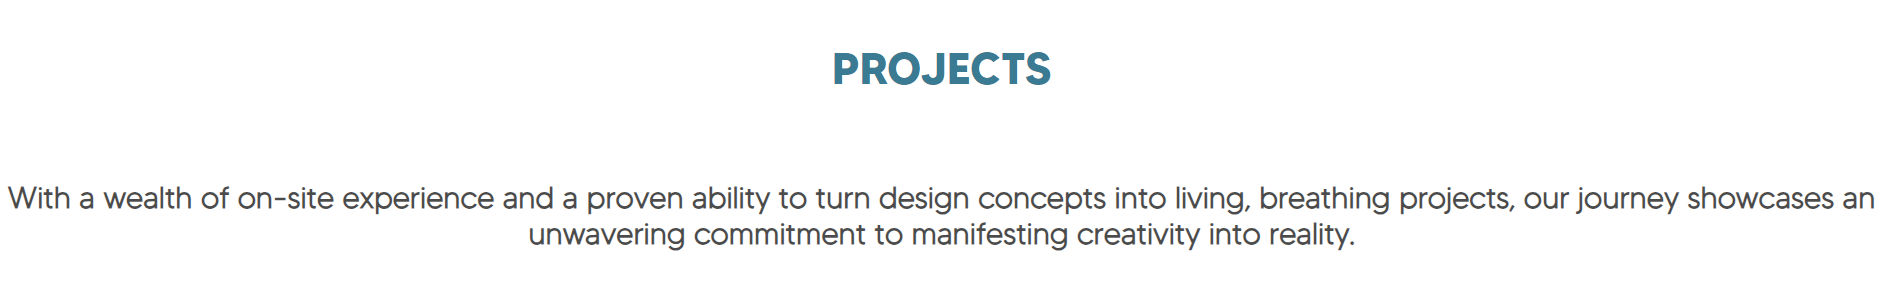 PROJECTS
With a wealth of on-site experience and a proven ability to turn design concepts into living, breathing projects, our journey showcases an
unwavering commitment to manifesting creativity into reality.